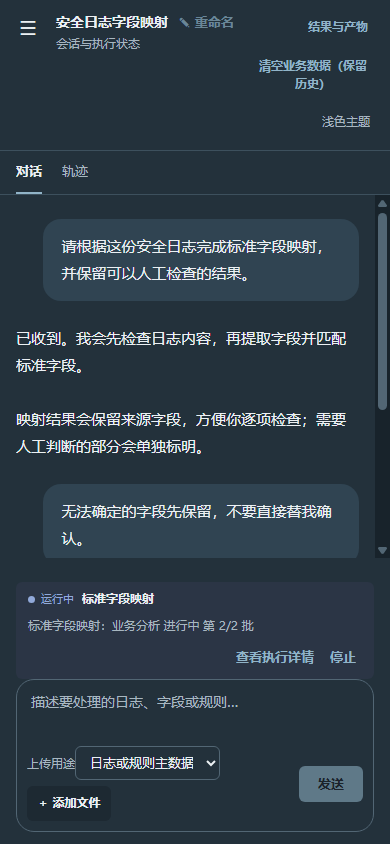 安全日志字段映射 重命名
会话与执行状态
结果与产物
清空业务数据（保留
历史）
浅色主题
对话 轨迹
请根据这份安全日志完成标准字段映射，
并保留可以人工检查的结果。
已收到。我会先检查日志内容，再提取字段并匹配
标准字段。
映射结果会保留来源字段，方便你逐项检查；需要
人工判断的部分会单独标明。
无法确定的字段先保留，不要直接替我确
认。
运行中 标准字段映射
标准字段映射：业务分析 进行中 第 2/2 批
查看执行详情 停止
描述要处理的日志、字段或规则...
上传用途 日志或规则主数据
+ 添加文件
发送